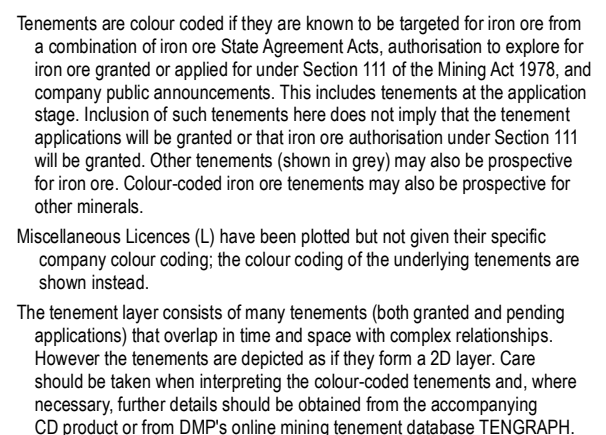 Tenements are colour coded if they are known to be targeted for iron ore from
a combination of iron ore State Agreement Acts, authorisation to explore for
iron ore granted or applied for under Section 111 of the Mining Act 1978, and
company public announcements. This includes tenements at the application
stage. Inclusion of such tenements here does not imply that the tenement
applications will be granted or that iron ore authorisation under Section 111
will be granted. Other tenements (shown in grey) may also be prospective
for iron ore. Colour-coded iron ore tenements may also be prospective for
other minerals.
Miscellaneous Licences (L) have been plotted but not given their specific
company colour coding; the colour coding of the underlying tenements are
shown instead.
The tenement layer consists of many tenements (both granted and pending
applications) that overlap in time and space with complex relationships.
However the tenements are depicted as if they form a 2D layer. Care
should be taken when interpreting the colour-coded tenements and, where
necessary, further details should be obtained from the accompanying
CD product or from DMP's online mining tenement database TENGRAPH.